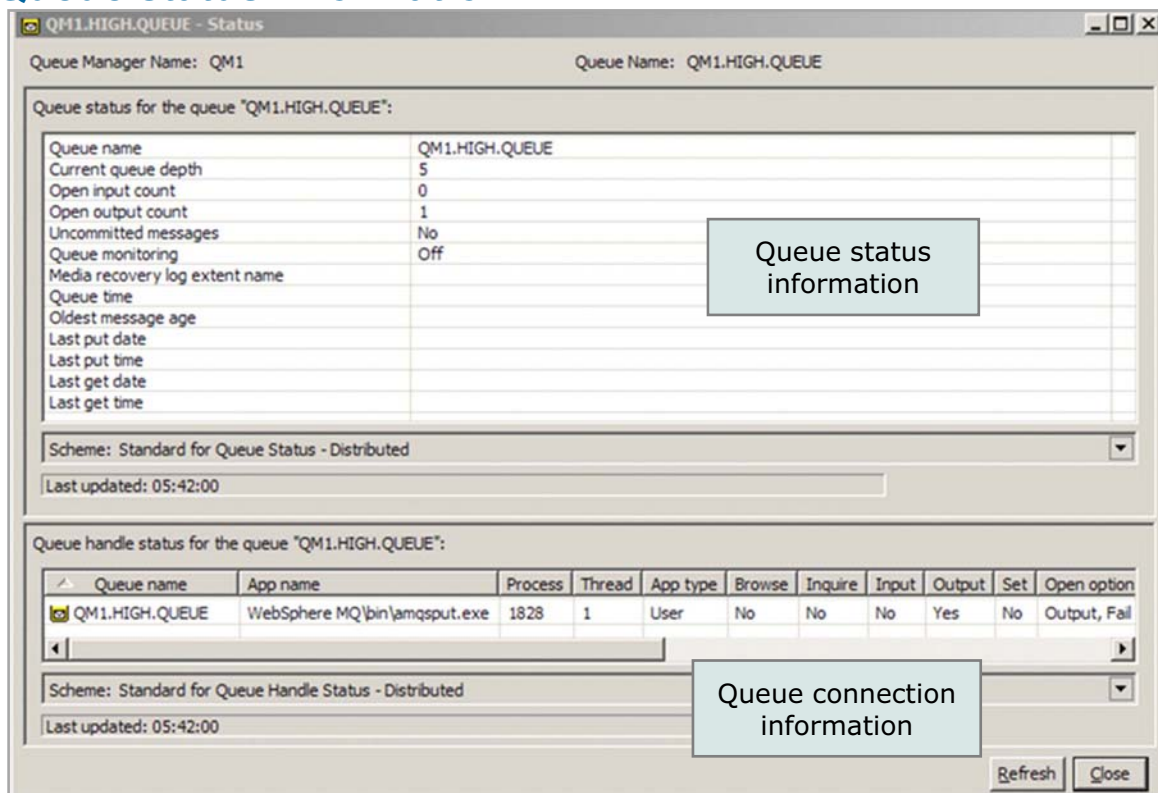 QM1.HIGH.QUEUE - Status
Queue Manager Name: QM1 Queue Name: QM1.HIGH.QUEUE
Queue status for the queue "QM1.HIGH.QUEUE":
Queue name QM1.HIGH.QUEUE
Current queue depth 5
Open input count 0
Open output count 1
Uncommitted messages No
Queue monitoring Off
Media recovery log extent name
Queue time
Oldest message age
Last put date
Last put time
Last get date
Last get time
Queue status
information
Scheme: Standard for Queue Status - Distributed
Last updated: 05:42:00
Queue handle status for the queue "QM1.HIGH.QUEUE":
Queue name App name Process Thread App type Browse Inquire Input Output Set Open option
QM1.HIGH.QUEUE WebSphere MQ\bin\amqsput.exe 1828 1 User No No No Yes No Output, Fail
Scheme: Standard for Queue Handle Status - Distributed
Last updated: 05:42:00
Queue connection
information
Refresh Close